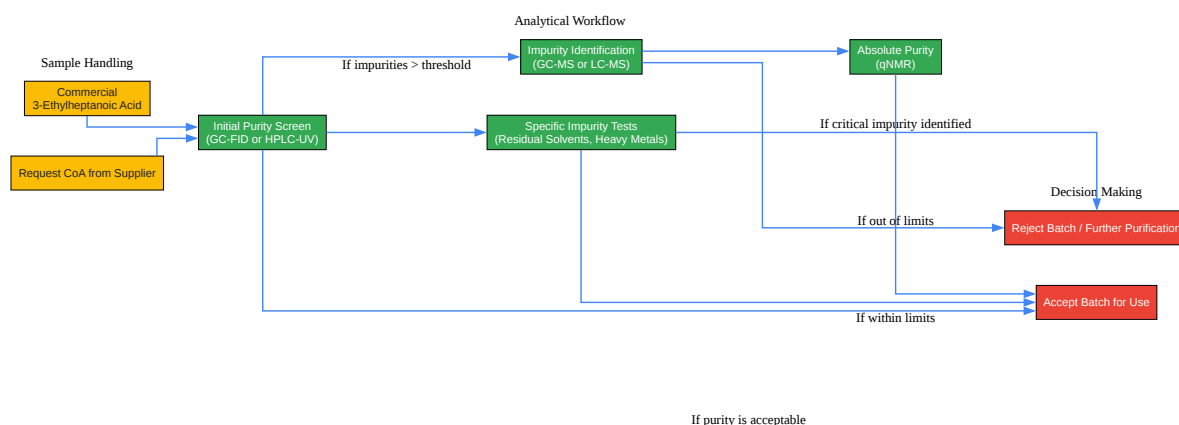 Analytical Workflow
Sample Handling
Impurity Identification
(GC-MS or LC-MS)
Absolute Purity
(qNMR)
If impurities > threshold
Commercial
3-Ethylheptanoic Acid
Initial Purity Screen
(GC-FID or HPLC-UV)
Specific Impurity Tests
(Residual Solvents, Heavy Metals)
If critical impurity identified
Request CoA from Supplier
Decision Making
If out of limits
Reject Batch / Further Purification
Accept Batch for Use
If within limits
If purity is acceptable